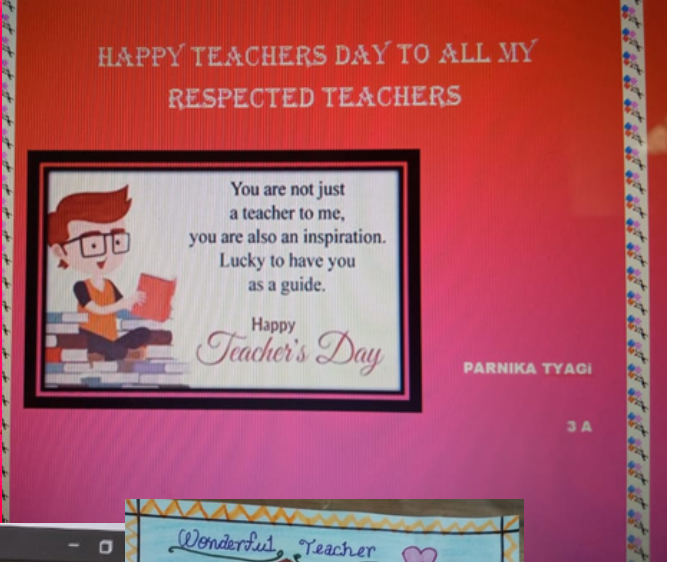 HAPPY TEACHERS DAY TO ALL MY
RESPECTED TEACHERS
You are not just
a teacher to me,
you are also an inspiration.
Lucky to have you
as a guide.
Happy
Teacher's Day
PARNIKA TYAGi
3 A
Wonderful Teacher